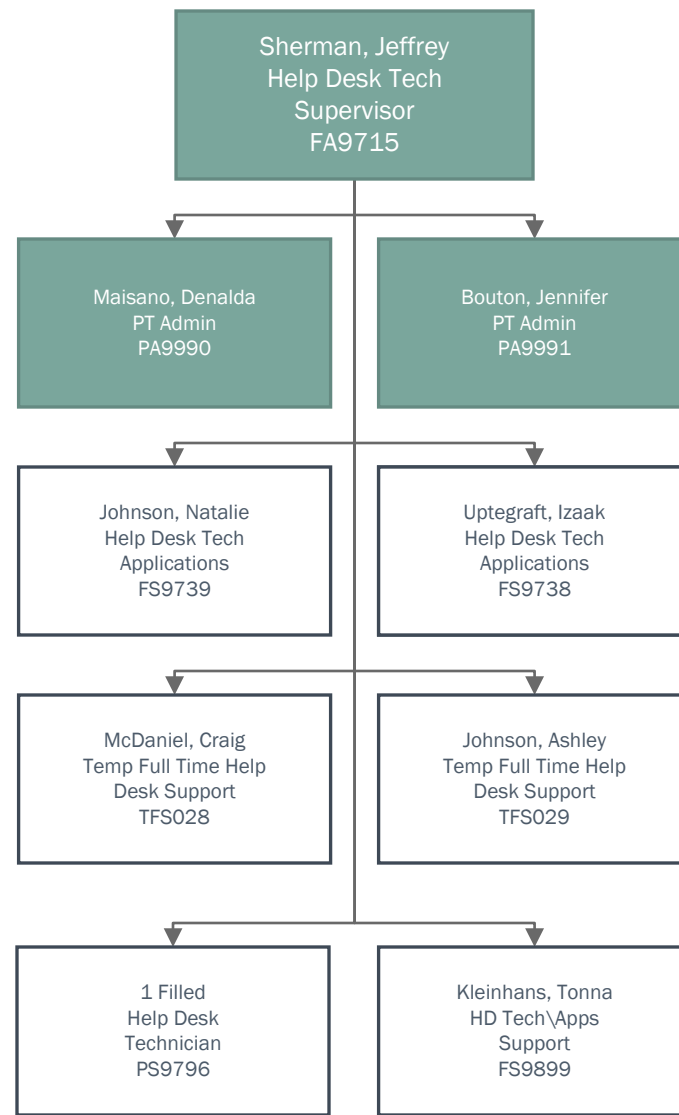 Sherman, Jeffrey
Help Desk Tech
Supervisor
FA9715
Maisano, Denalda
PT Admin
PA9990
Bouton, Jennifer
PT Admin
PA9991
Johnson, Natalie
Help Desk Tech
Applications
FS9739
Uptegraft, Izaak
Help Desk Tech
Applications
FS9738
McDaniel, Craig
Temp Full Time Help
Desk Support
TFS028
Johnson, Ashley
Temp Full Time Help
Desk Support
TFS029
1 Filled
Help Desk
Technician
PS9796
Kleinhans, Tonna
HD Tech\Apps
Support
FS9899